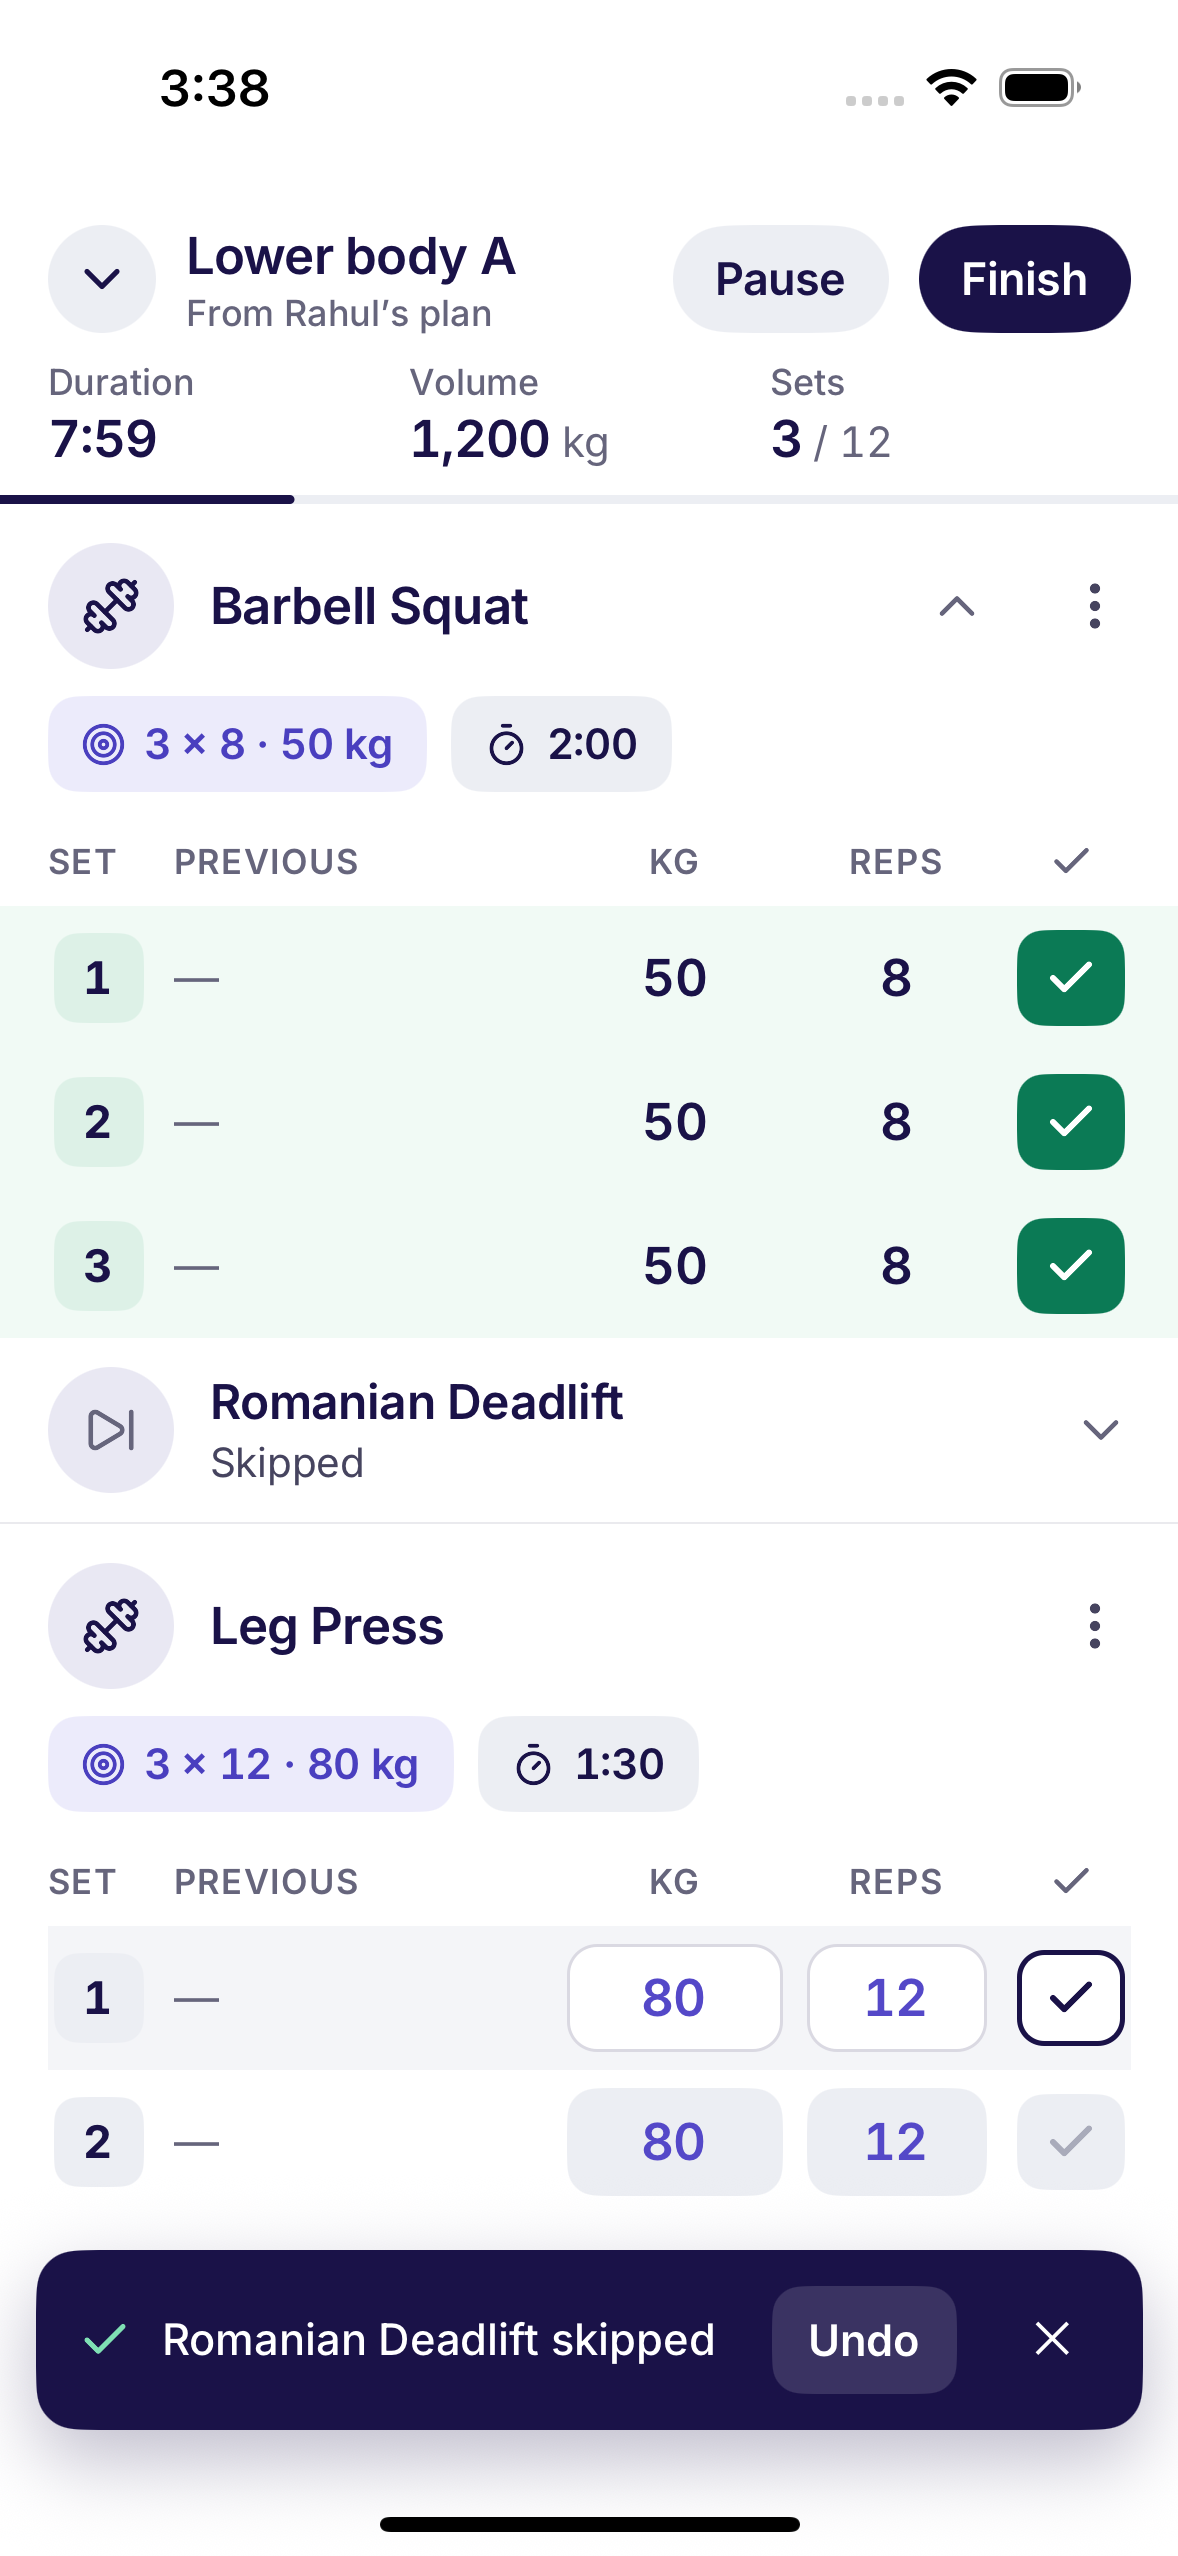 3:38
Lower body A
From Rahul’s plan
Pause
Finish
Duration
Volume
Sets
7:59
1,200 kg
3 / 12
Barbell Squat
3 × 8 · 50 kg
2:00
SET PREVIOUS KG REPS
1 — 50 8
2 — 50 8
3 — 50 8
Romanian Deadlift
Skipped
Leg Press
3 × 12 · 80 kg
1:30
SET PREVIOUS KG REPS
1 — 80 12
2 — 80 12
Romanian Deadlift skipped
Undo